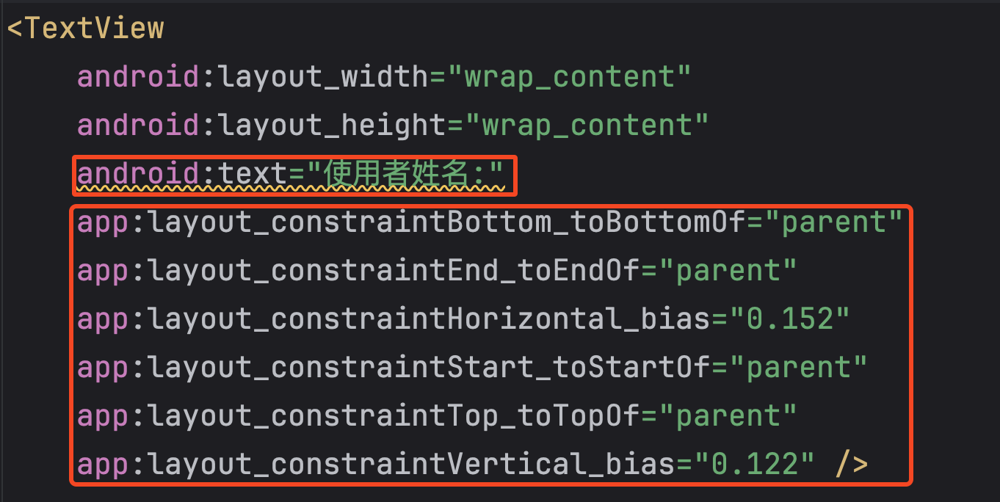 <TextView
android:layout_width="wrap_content"
android:layout_height="wrap_content"
android:text="使用者姓名:"
app:layout_constraintBottom_toBottomOf="parent"
app:layout_constraintEnd_toEndOf="parent"
app:layout_constraintHorizontal_bias="0.152"
app:layout_constraintStart_toStartOf="parent"
app:layout_constraintTop_toTopOf="parent"
app:layout_constraintVertical_bias="0.122" />